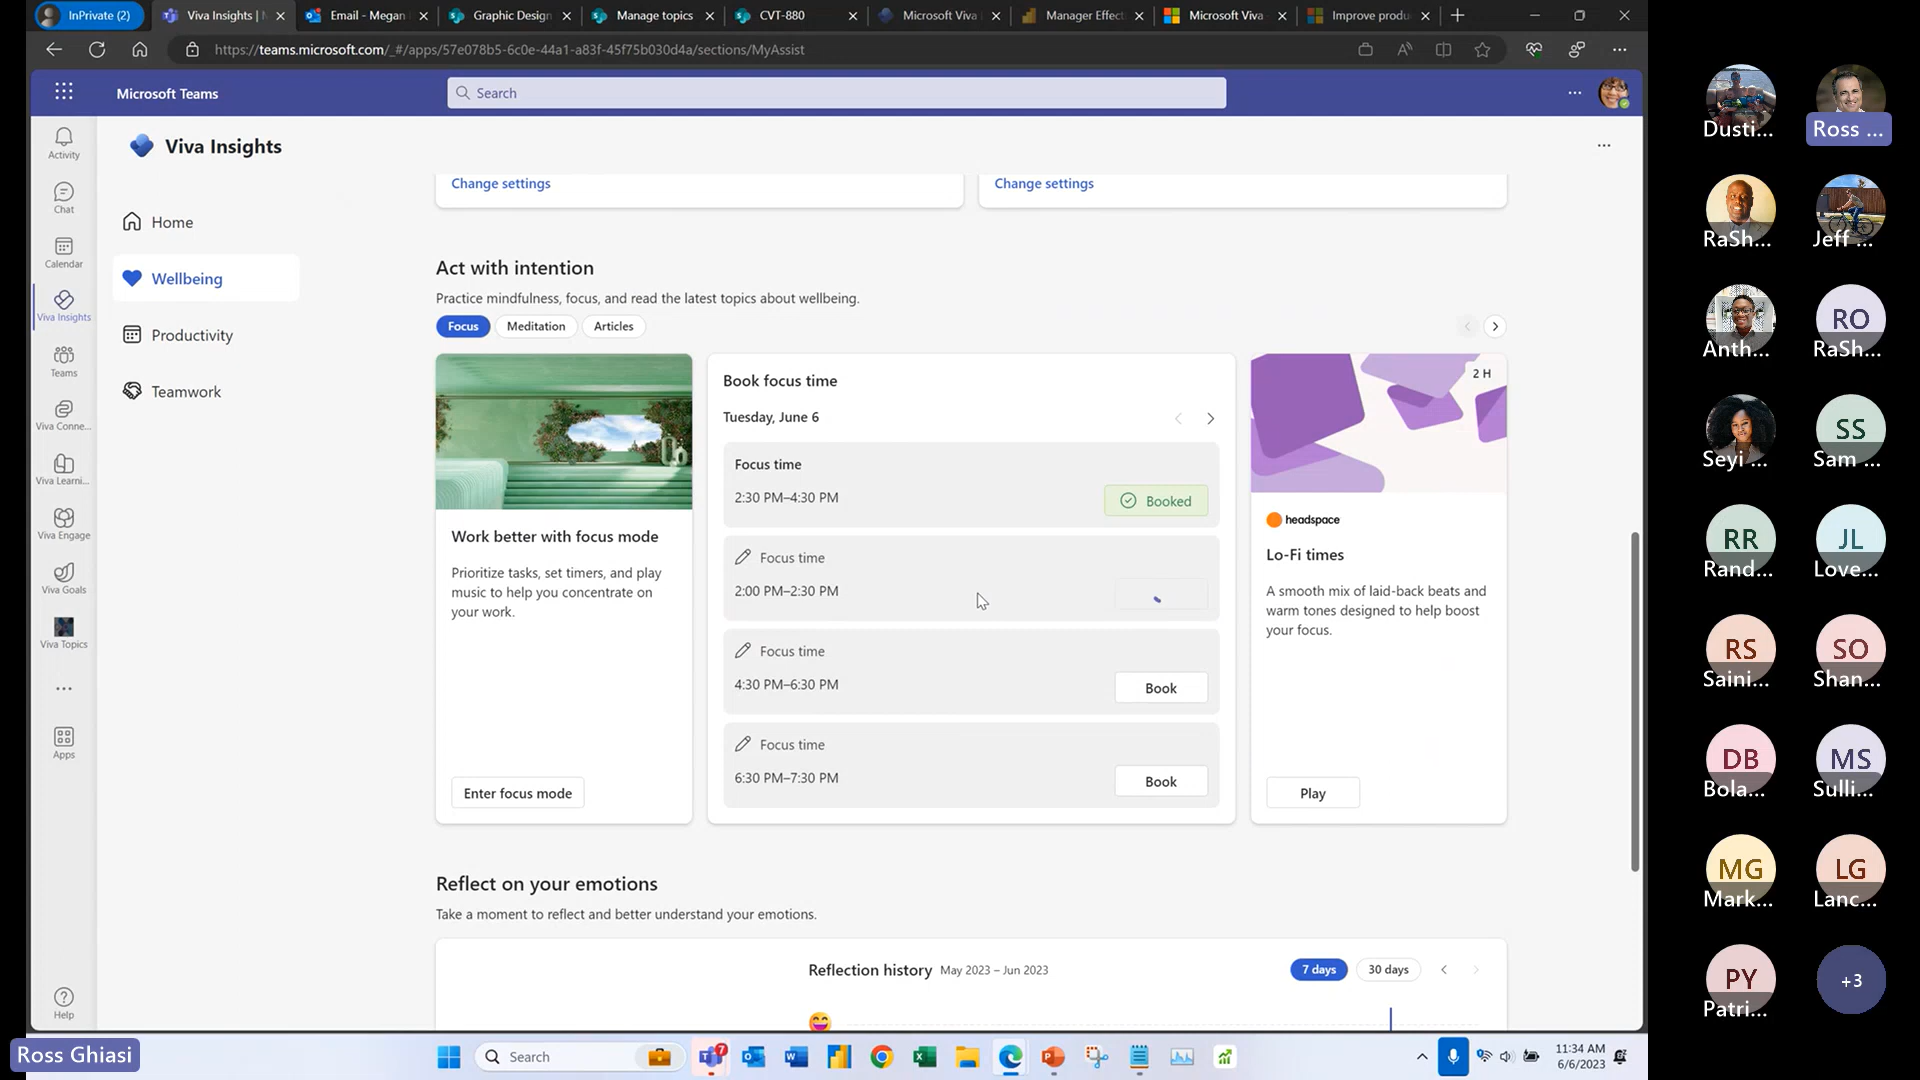 InPrivate (2)
Viva Insights | M
Email - Megan
Graphic Design
Manage topics
CVT-880
Microsoft Viva
Manager Effect
Microsoft Viva
Improve produ
https://teams.microsoft.com/_#/apps/57e078b5-6c0e-44a1-a83f-45f75b030d4a/sections/MyAssist
Microsoft Teams
Search
Activity
Chat
Calendar
Viva Insights
Teams
Viva Conne...
Viva Learni...
Viva Engage
Viva Goals
Viva Topics
Apps
Help
Viva Insights
Home
Wellbeing
Productivity
Teamwork
Change settings
Change settings
Act with intention
Practice mindfulness, focus, and read the latest topics about wellbeing.
Focus
Meditation
Articles
Work better with focus mode
Prioritize tasks, set timers, and play
music to help you concentrate on
your work.
Enter focus mode
Book focus time
Tuesday, June 6
Focus time
2:30 PM–4:30 PM
Booked
Focus time
2:00 PM–2:30 PM
Focus time
4:30 PM–6:30 PM
Book
Focus time
6:30 PM–7:30 PM
Book
2 H
headspace
Lo-Fi times
A smooth mix of laid-back beats and
warm tones designed to help boost
your focus.
Play
Reflect on your emotions
Take a moment to reflect and better understand your emotions.
Reflection history
May 2023 – Jun 2023
7 days
30 days
Ross Ghiasi
Search
7
11:34 AM
6/6/2023
Dusti...
Ross ...
RaSh...
Jeff ...
Anth...
RO
RaSh...
Seyi ...
SS
Sam ...
RR
Rand...
JL
Love...
RS
Saini...
SO
Shan...
DB
Bola...
MS
Sulli...
MG
Mark...
LG
Lanc...
PY
Patri...
+3